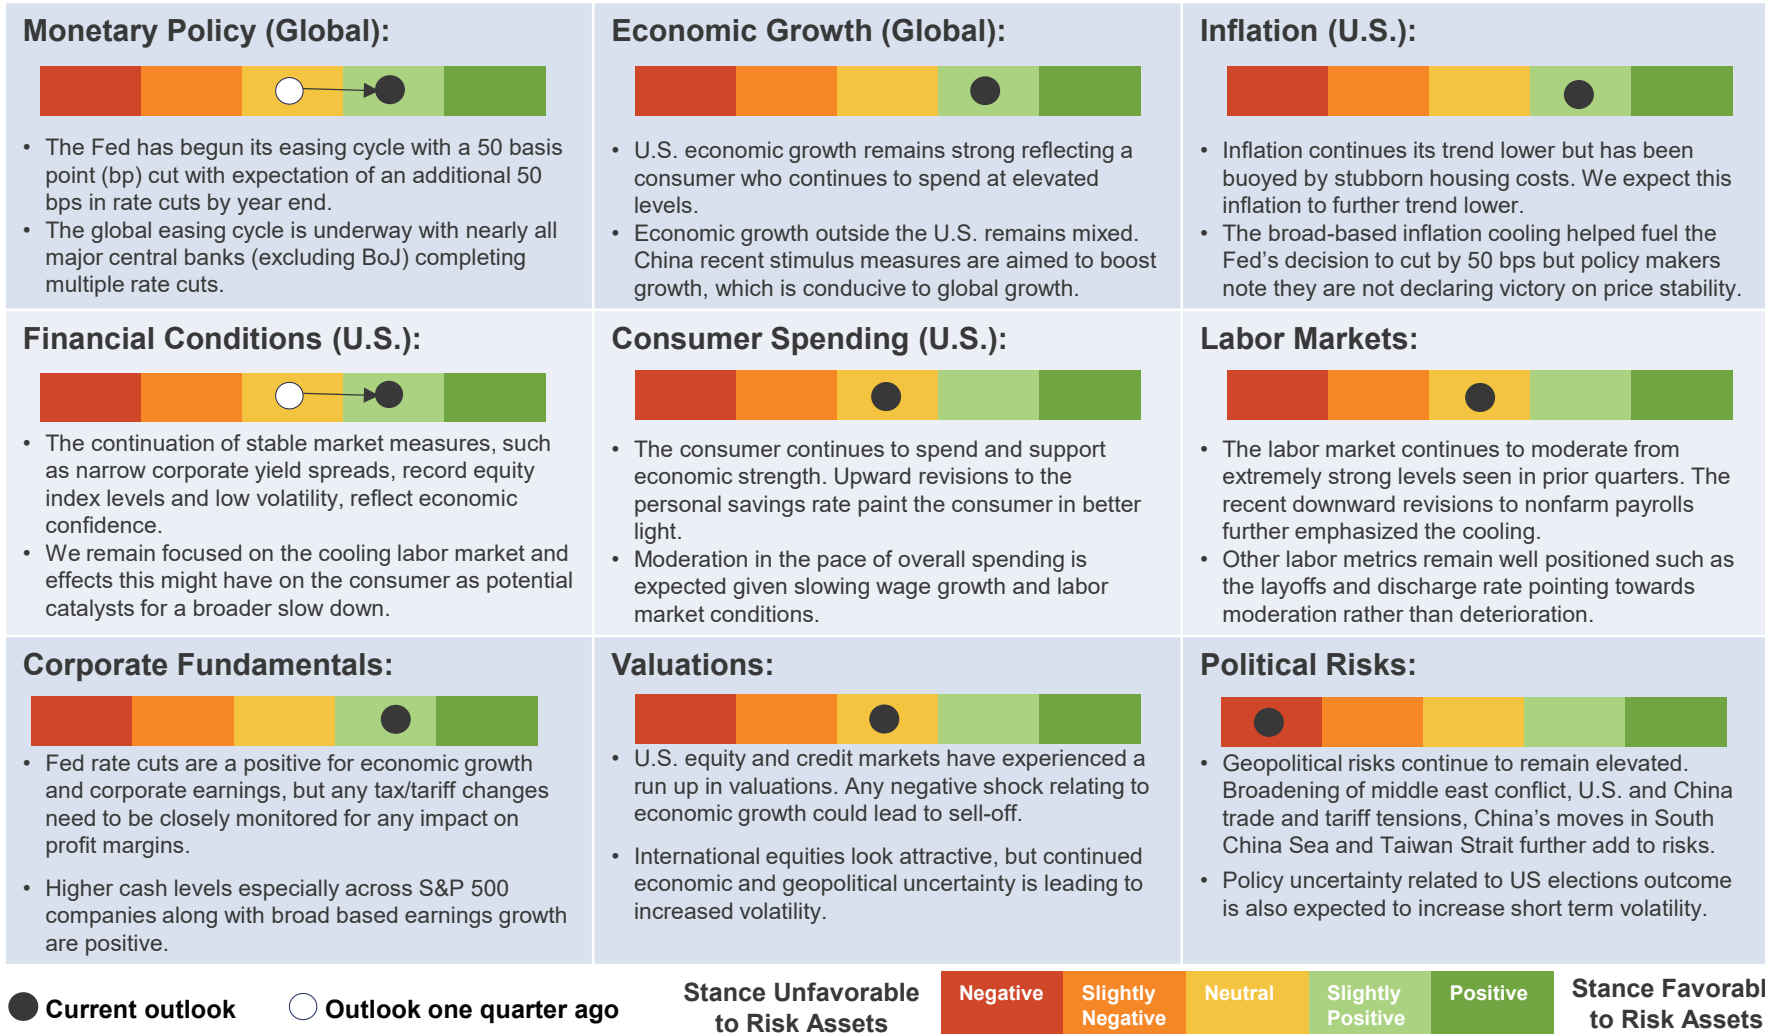 Monetary Policy (Global):
• The Fed has begun its easing cycle with a 50 basis
point (bp) cut with expectation of an additional 50
bps in rate cuts by year end.
• The global easing cycle is underway with nearly all
major central banks (excluding BoJ) completing
multiple rate cuts.
Economic Growth (Global):
• U.S. economic growth remains strong reflecting a
consumer who continues to spend at elevated
levels.
• Economic growth outside the U.S. remains mixed.
China recent stimulus measures are aimed to boost
growth, which is conducive to global growth.
Inflation (U.S.):
• Inflation continues its trend lower but has been
buoyed by stubborn housing costs. We expect this
inflation to further trend lower.
• The broad-based inflation cooling helped fuel the
Fed’s decision to cut by 50 bps but policy makers
note they are not declaring victory on price stability.
Financial Conditions (U.S.):
• The continuation of stable market measures, such
as narrow corporate yield spreads, record equity
index levels and low volatility, reflect economic
confidence.
• We remain focused on the cooling labor market and
effects this might have on the consumer as potential
catalysts for a broader slow down.
Consumer Spending (U.S.):
• The consumer continues to spend and support
economic strength. Upward revisions to the
personal savings rate paint the consumer in better
light.
• Moderation in the pace of overall spending is
expected given slowing wage growth and labor
market conditions.
Labor Markets:
• The labor market continues to moderate from
extremely strong levels seen in prior quarters. The
recent downward revisions to nonfarm payrolls
further emphasized the cooling.
• Other labor metrics remain well positioned such as
the layoffs and discharge rate pointing towards
moderation rather than deterioration.
Corporate Fundamentals:
• Fed rate cuts are a positive for economic growth
and corporate earnings, but any tax/tariff changes
need to be closely monitored for any impact on
profit margins.
• Higher cash levels especially across S&P 500
companies along with broad based earnings growth
are positive.
Valuations:
• U.S. equity and credit markets have experienced a
run up in valuations. Any negative shock relating to
economic growth could lead to sell-off.
• International equities look attractive, but continued
economic and geopolitical uncertainty is leading to
increased volatility.
Political Risks:
• Geopolitical risks continue to remain elevated.
Broadening of middle east conflict, U.S. and China
trade and tariff tensions, China’s moves in South
China Sea and Taiwan Strait further add to risks.
• Policy uncertainty related to US elections outcome
is also expected to increase short term volatility.
Current outlook
Outlook one quarter ago
Stance Unfavorable
to Risk Assets
Negative
Slightly
Negative
Neutral
Slightly
Positive
Positive
Stance Favorabl
to Risk Assets